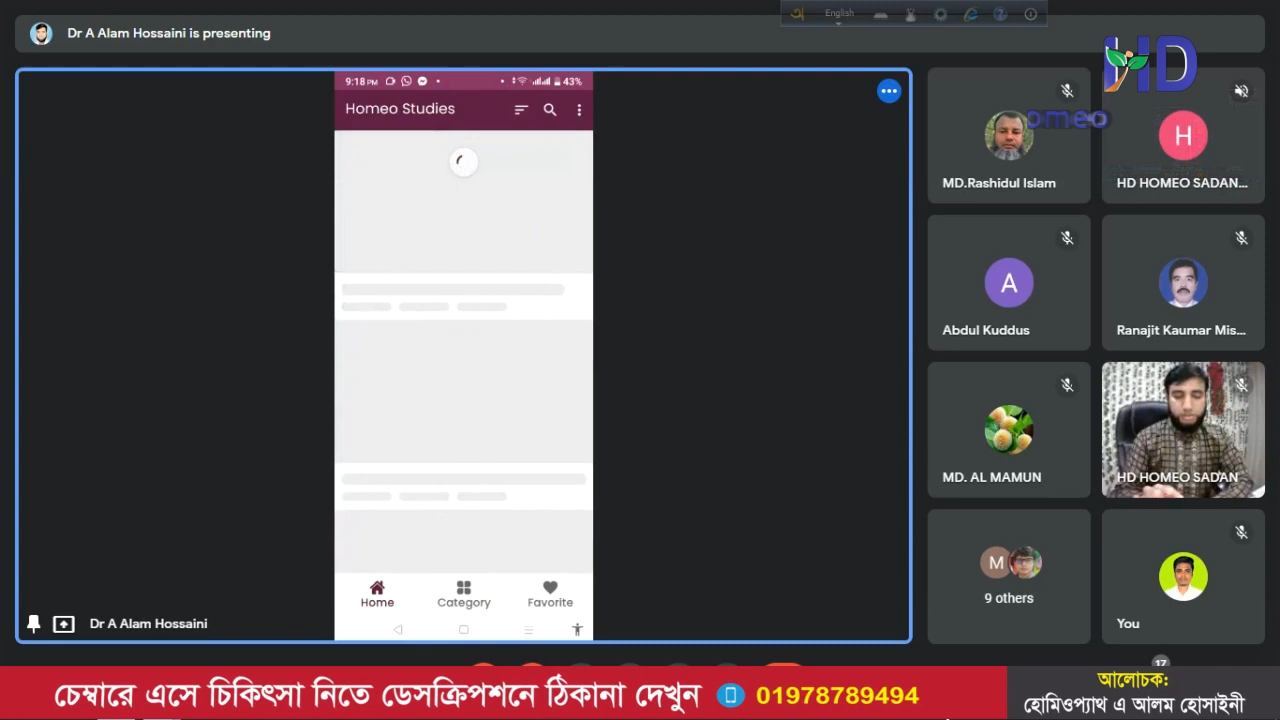 English
Dr A Alam Hossaini is presenting
HD
omeo
9:18 PM
43%
Homeo Studies
Home
Category
Favorite
Dr A Alam Hossaini
MD.Rashidul Islam
H
HD HOMEO SADAN...
A
Abdul Kuddus
Ranajit Kaumar Mis...
MD. AL MAMUN
HD HOMEO SADAN
M
9 others
You
17
চেম্বারে এসে চিকিৎসা নিতে ডেসক্রিপশনে ঠিকানা দেখুন 01978789494
আলোচক:
হোমিওপ্যাথ এ আলম হোসাইনী